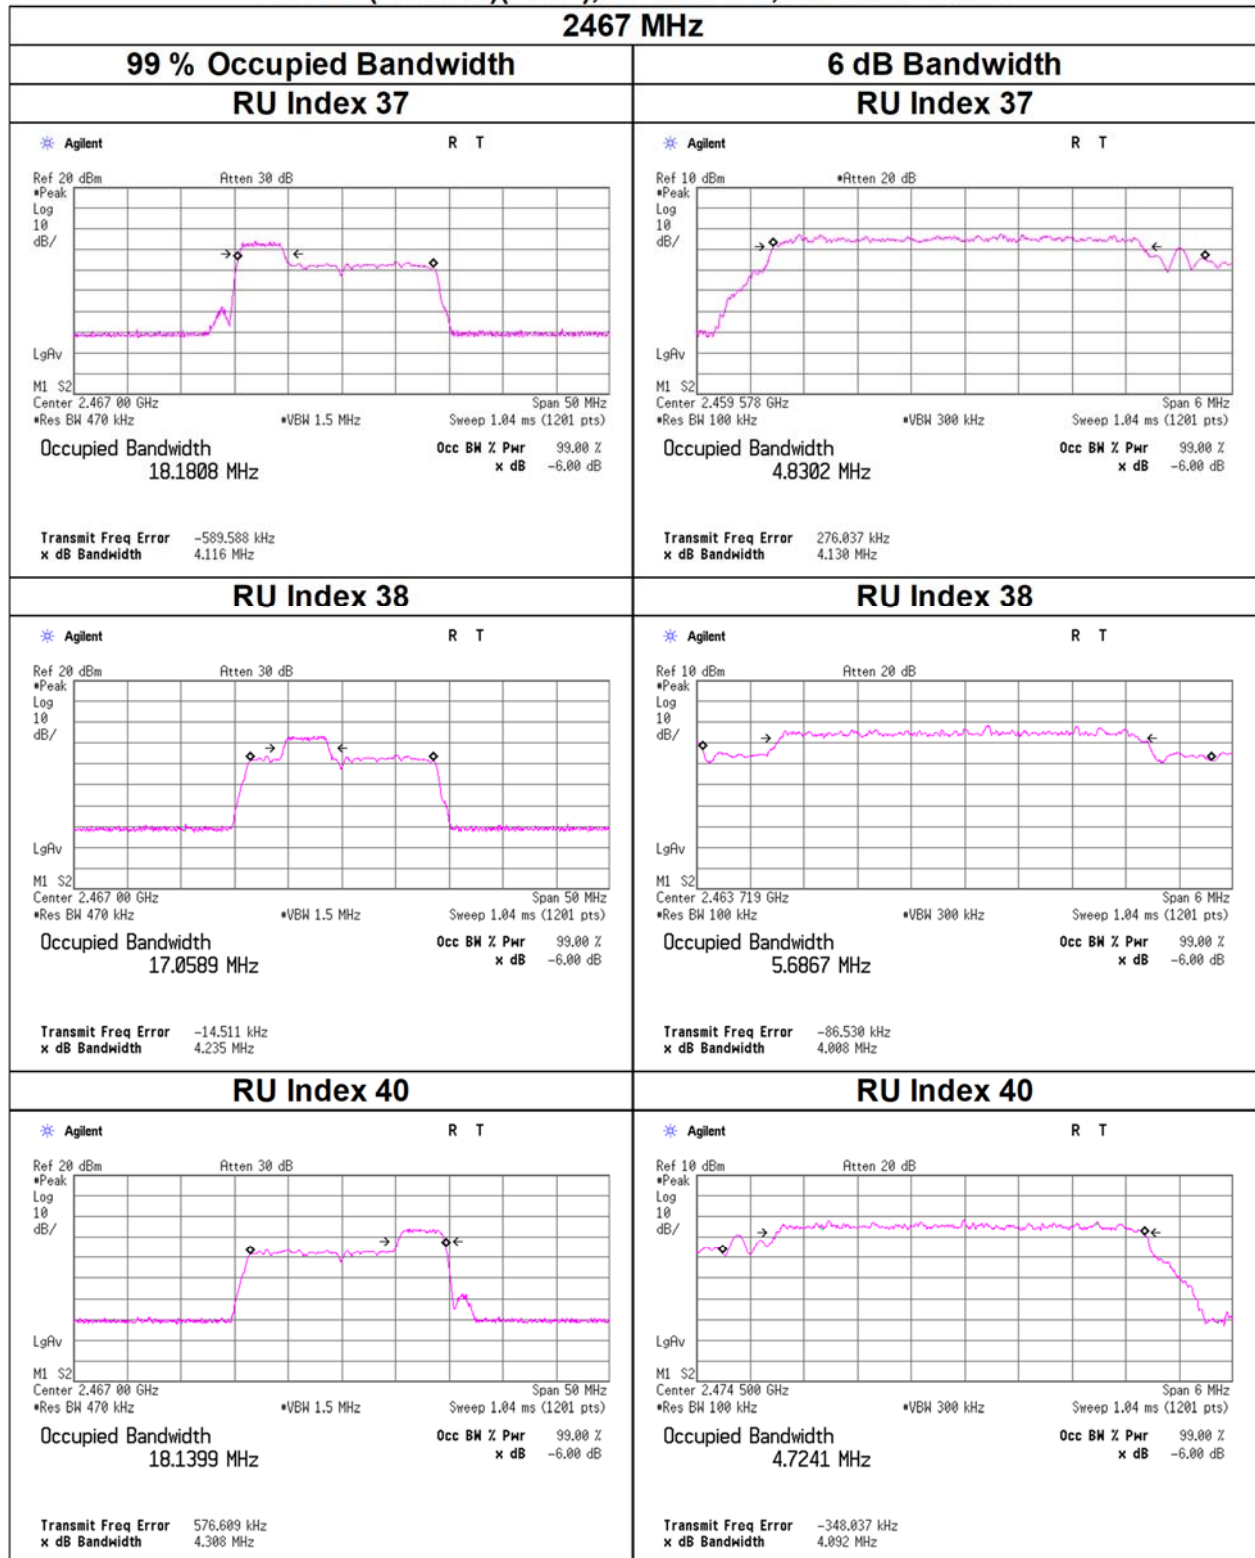 2467 MHz
99 % Occupied Bandwidth
6 dB Bandwidth
RU Index 37
RU Index 37
Agilent R T
Ref 20 dBm Atten 30 dB
*Peak
Log
10
dB/
LgAv
M1 S2
Center 2.467 00 GHz Span 50 MHz
*Res BW 470 kHz *VBW 1.5 MHz Sweep 1.04 ms (1201 pts)
Occupied Bandwidth Occ BW % Pwr 99.00 %
18.1808 MHz x dB -6.00 dB
Transmit Freq Error -589.588 kHz
x dB Bandwidth 4.116 MHz
Agilent R T
Ref 10 dBm *Atten 20 dB
*Peak
Log
10
dB/
LgAv
M1 S2
Center 2.459 578 GHz Span 6 MHz
*Res BW 100 kHz *VBW 300 kHz Sweep 1.04 ms (1201 pts)
Occupied Bandwidth Occ BW % Pwr 99.00 %
4.8302 MHz x dB -6.00 dB
Transmit Freq Error 276.037 kHz
x dB Bandwidth 4.130 MHz
RU Index 38
RU Index 38
Agilent R T
Ref 20 dBm Atten 30 dB
*Peak
Log
10
dB/
LgAv
M1 S2
Center 2.467 00 GHz Span 50 MHz
*Res BW 470 kHz *VBW 1.5 MHz Sweep 1.04 ms (1201 pts)
Occupied Bandwidth Occ BW % Pwr 99.00 %
17.0589 MHz x dB -6.00 dB
Transmit Freq Error -14.511 kHz
x dB Bandwidth 4.235 MHz
Agilent R T
Ref 10 dBm Atten 20 dB
*Peak
Log
10
dB/
LgAv
M1 S2
Center 2.463 719 GHz Span 6 MHz
*Res BW 100 kHz *VBW 300 kHz Sweep 1.04 ms (1201 pts)
Occupied Bandwidth Occ BW % Pwr 99.00 %
5.6867 MHz x dB -6.00 dB
Transmit Freq Error -86.530 kHz
x dB Bandwidth 4.008 MHz
RU Index 40
RU Index 40
Agilent R T
Ref 20 dBm Atten 30 dB
*Peak
Log
10
dB/
LgAv
M1 S2
Center 2.467 00 GHz Span 50 MHz
*Res BW 470 kHz *VBW 1.5 MHz Sweep 1.04 ms (1201 pts)
Occupied Bandwidth Occ BW % Pwr 99.00 %
18.1399 MHz x dB -6.00 dB
Transmit Freq Error 576.609 kHz
x dB Bandwidth 4.308 MHz
Agilent R T
Ref 10 dBm Atten 20 dB
*Peak
Log
10
dB/
LgAv
M1 S2
Center 2.474 500 GHz Span 6 MHz
*Res BW 100 kHz *VBW 300 kHz Sweep 1.04 ms (1201 pts)
Occupied Bandwidth Occ BW % Pwr 99.00 %
4.7241 MHz x dB -6.00 dB
Transmit Freq Error -348.037 kHz
x dB Bandwidth 4.092 MHz